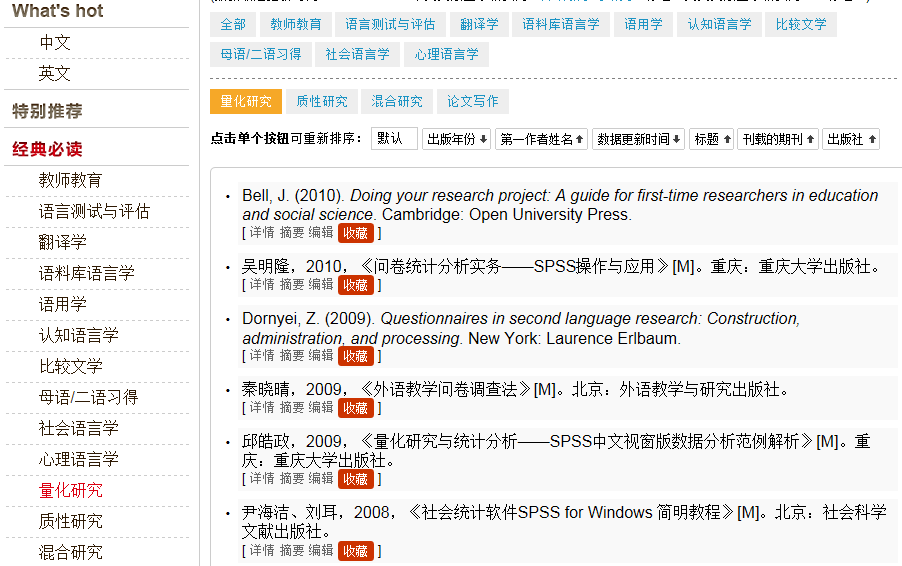 What's hot
中文
英文
特别推荐
经典必读
教师教育
语言测试与评估
翻译学
语料库语言学
语用学
认知语言学
比较文学
母语/二语习得
社会语言学
心理语言学
量化研究
质性研究
混合研究
全部 教师教育 语言测试与评估 翻译学 语料库语言学 语用学 认知语言学 比较文学
母语/二语习得 社会语言学 心理语言学
量化研究 质性研究 混合研究 论文写作
点击单个按钮可重新排序： 默认 出版年份⬇ 第一作者姓名⬆ 数据更新时间⬇ 标题⬆ 刊载的期刊⬆ 出版社⬆
• Bell, J. (2010). Doing your research project: A guide for first-time researchers in education
and social science. Cambridge: Open University Press.
[ 详情 摘要 编辑 收藏 ]
• 吴明隆，2010，《问卷统计分析实务——SPSS操作与应用》[M]。重庆：重庆大学出版社。
[ 详情 摘要 编辑 收藏 ]
• Dornyei, Z. (2009). Questionnaires in second language research: Construction,
administration, and processing. New York: Laurence Erlbaum.
[ 详情 摘要 编辑 收藏 ]
• 秦晓晴，2009，《外语教学问卷调查法》[M]。北京：外语教学与研究出版社。
[ 详情 摘要 编辑 收藏 ]
• 邱皓政，2009，《量化研究与统计分析——SPSS中文视窗版数据分析范例解析》[M]。重
庆：重庆大学出版社。
[ 详情 摘要 编辑 收藏 ]
• 尹海洁、刘耳，2008，《社会统计软件SPSS for Windows 简明教程》[M]。北京：社会科学
文献出版社。
[ 详情 摘要 编辑 收藏 ]